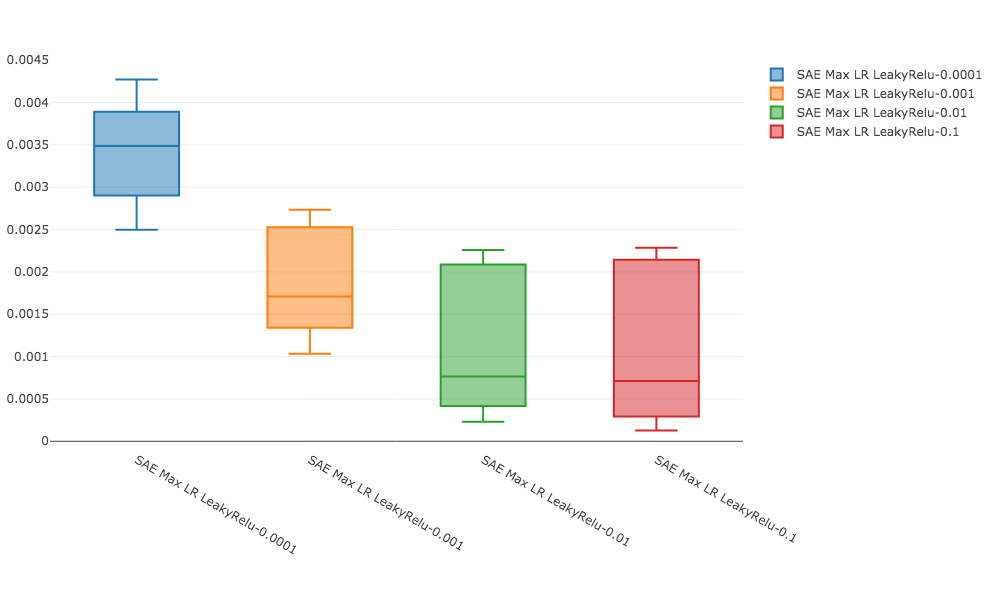 0.0045
0.004
0.0035
0.003
0.0025
0.002
0.0015
0.001
0.0005
0
SAE Max LR LeakyRelu-0.0001
SAE Max LR LeakyRelu-0.001
SAE Max LR LeakyRelu-0.01
SAE Max LR LeakyRelu-0.1
SAE Max LR LeakyRelu-0.0001
SAE Max LR LeakyRelu-0.001
SAE Max LR LeakyRelu-0.01
SAE Max LR LeakyRelu-0.1